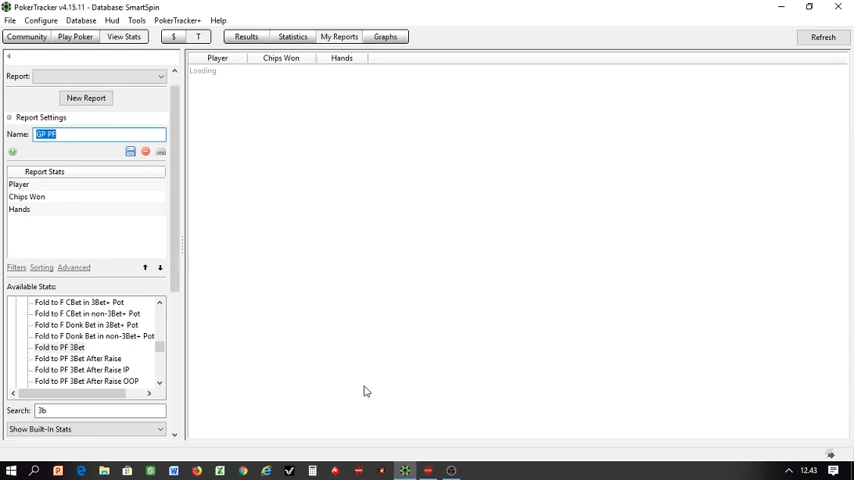 PokerTracker v4.15.11 - Database: SmartSpin
File Configure Database Hud Tools PokerTracker+ Help
Community Play Poker View Stats $ T Results Statistics My Reports Graphs Refresh
Report:
New Report
Report Settings
Name: GP PF
Report Stats
Player
Chips Won
Hands
Filters Sorting Advanced
Available Stats:
Fold to F CBet in 3Bet+ Pot
Fold to F CBet in non-3Bet+ Pot
Fold to F Donk Bet in 3Bet+ Pot
Fold to F Donk Bet in non-3Bet+ Pot
Fold to PF 3Bet
Fold to PF 3Bet After Raise
Fold to PF 3Bet After Raise IP
Fold to PF 3Bet After Raise OOP
Search: 3b
Show Built-In Stats
Player Chips Won Hands
Loading
12.43